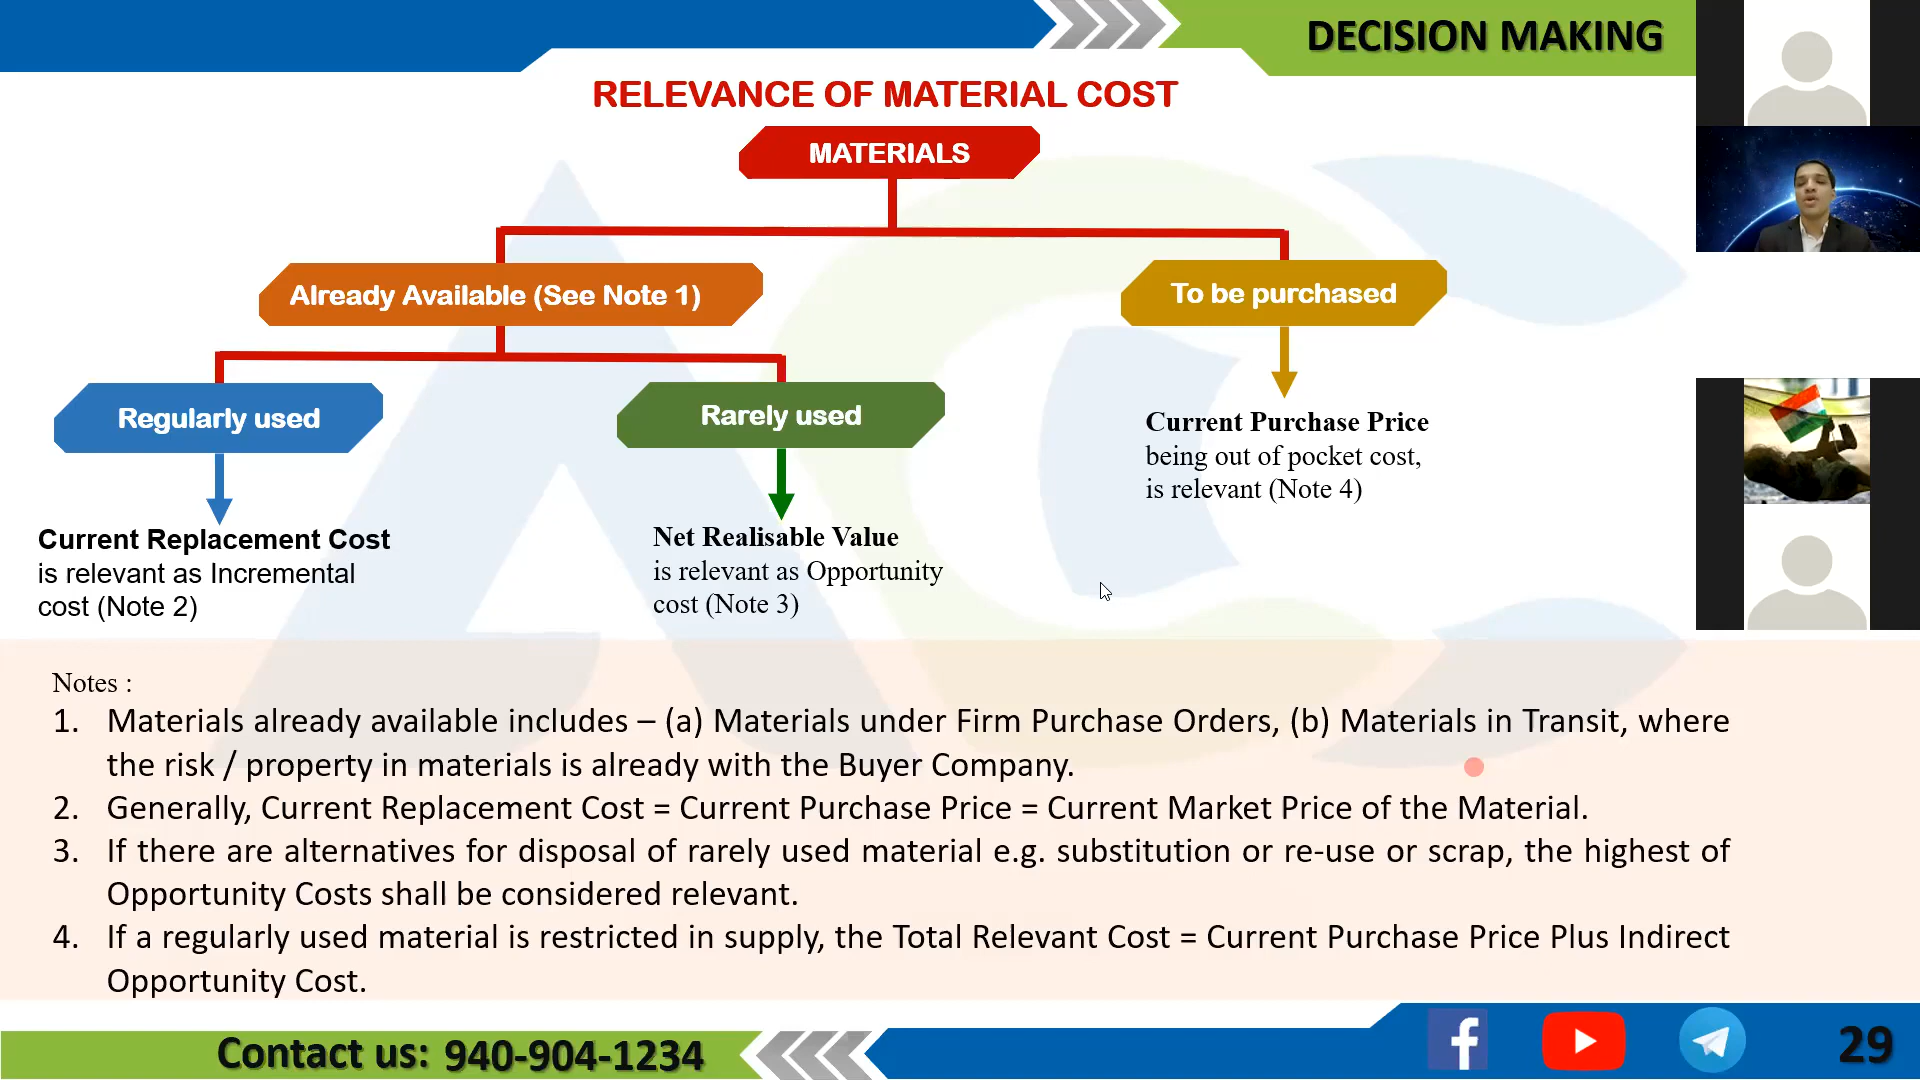 DECISION MAKING
RELEVANCE OF MATERIAL COST
MATERIALS
Already Available (See Note 1)
To be purchased
Regularly used
Rarely used
Current Purchase Price
being out of pocket cost,
is relevant (Note 4)
Current Replacement Cost
is relevant as Incremental
cost (Note 2)
Net Realisable Value
is relevant as Opportunity
cost (Note 3)
Notes :
1. Materials already available includes – (a) Materials under Firm Purchase Orders, (b) Materials in Transit, where
the risk / property in materials is already with the Buyer Company.
2. Generally, Current Replacement Cost = Current Purchase Price = Current Market Price of the Material.
3. If there are alternatives for disposal of rarely used material e.g. substitution or re-use or scrap, the highest of
Opportunity Costs shall be considered relevant.
4. If a regularly used material is restricted in supply, the Total Relevant Cost = Current Purchase Price Plus Indirect
Opportunity Cost.
Contact us: 940-904-1234
29